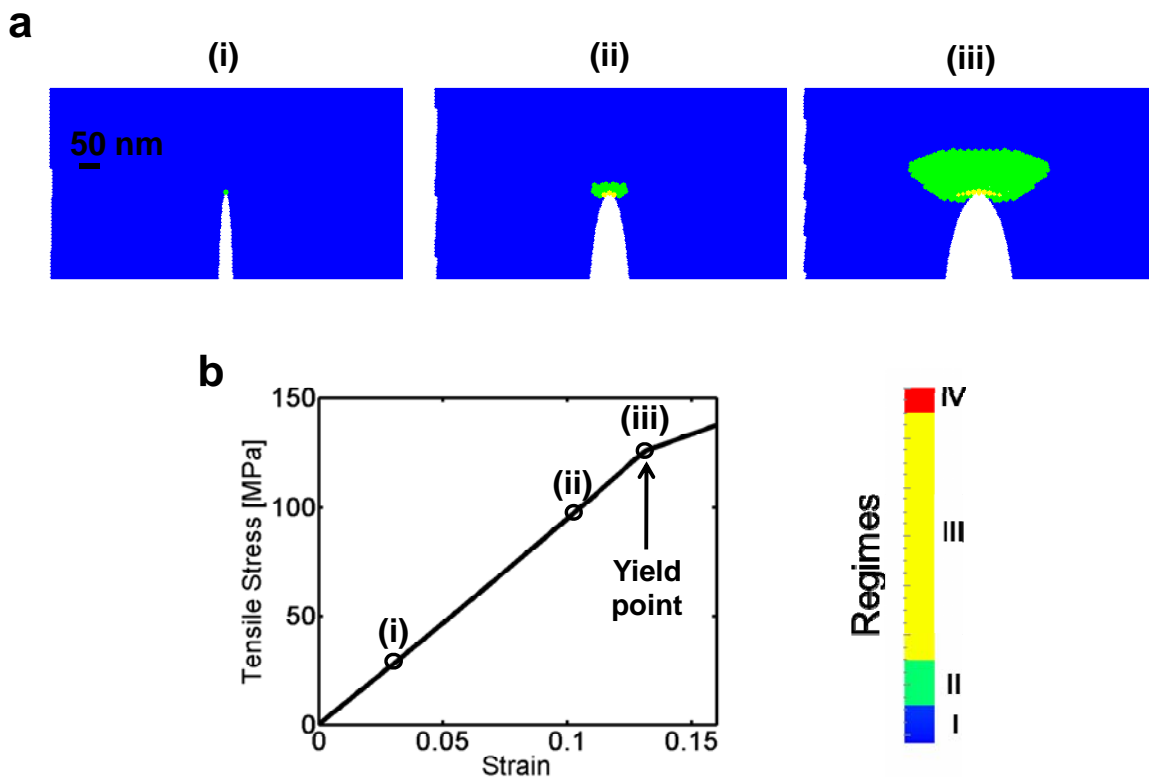 a
(i)
(ii)
(iii)
50 nm
b
150
100
50
0
Tensile Stress [MPa]
(i)
(ii)
(iii)
Yield
point
0
0.05
0.1
0.15
Strain
Regimes
IV
III
II
I